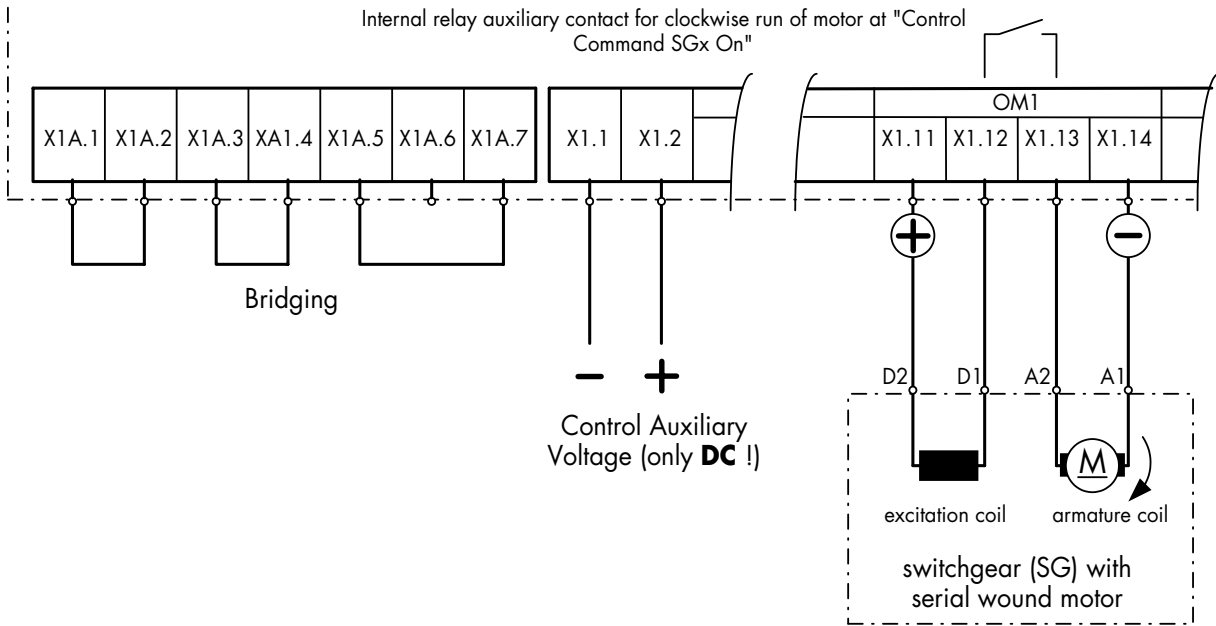 Internal relay auxiliary contact for clockwise run of motor at "Control
Command SGx On"
OM1
X1A.1 X1A.2 X1A.3 XA1.4 X1A.5 X1A.6 X1A.7 X1.1 X1.2 X1.11 X1.12 X1.13 X1.14
+ −
Bridging
− +
D2 D1 A2 A1
Control Auxiliary
Voltage (only DC !)
M
excitation coil armature coil
switchgear (SG) with
serial wound motor